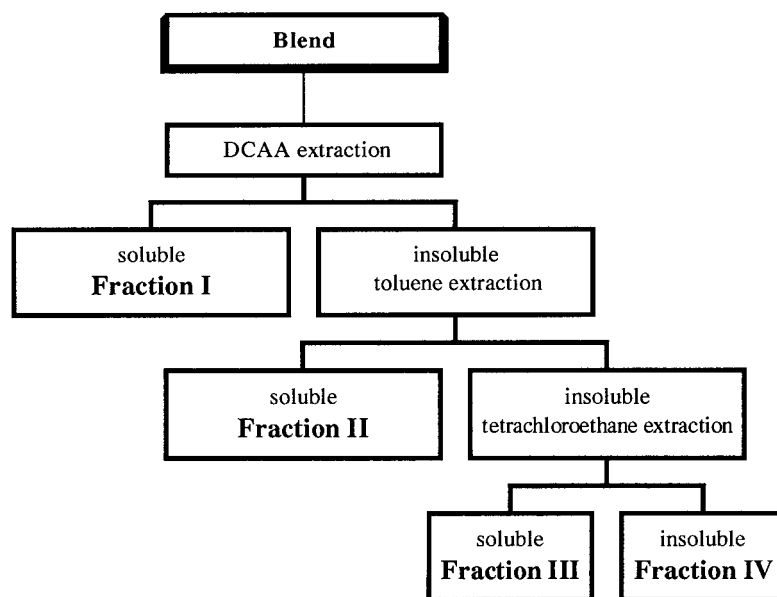 Blend
DCAA extraction
soluble
Fraction I
insoluble
toluene extraction
soluble
Fraction II
insoluble
tetrachloroethane extraction
soluble
Fraction III
insoluble
Fraction IV